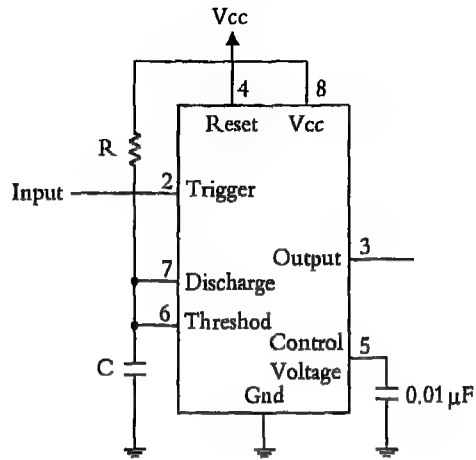 Vcc
4 8
Reset Vcc
R
Input 2 Trigger
Output 3
7 Discharge
6 Threshod
Control 5
C Voltage
Gnd 0.01 μF